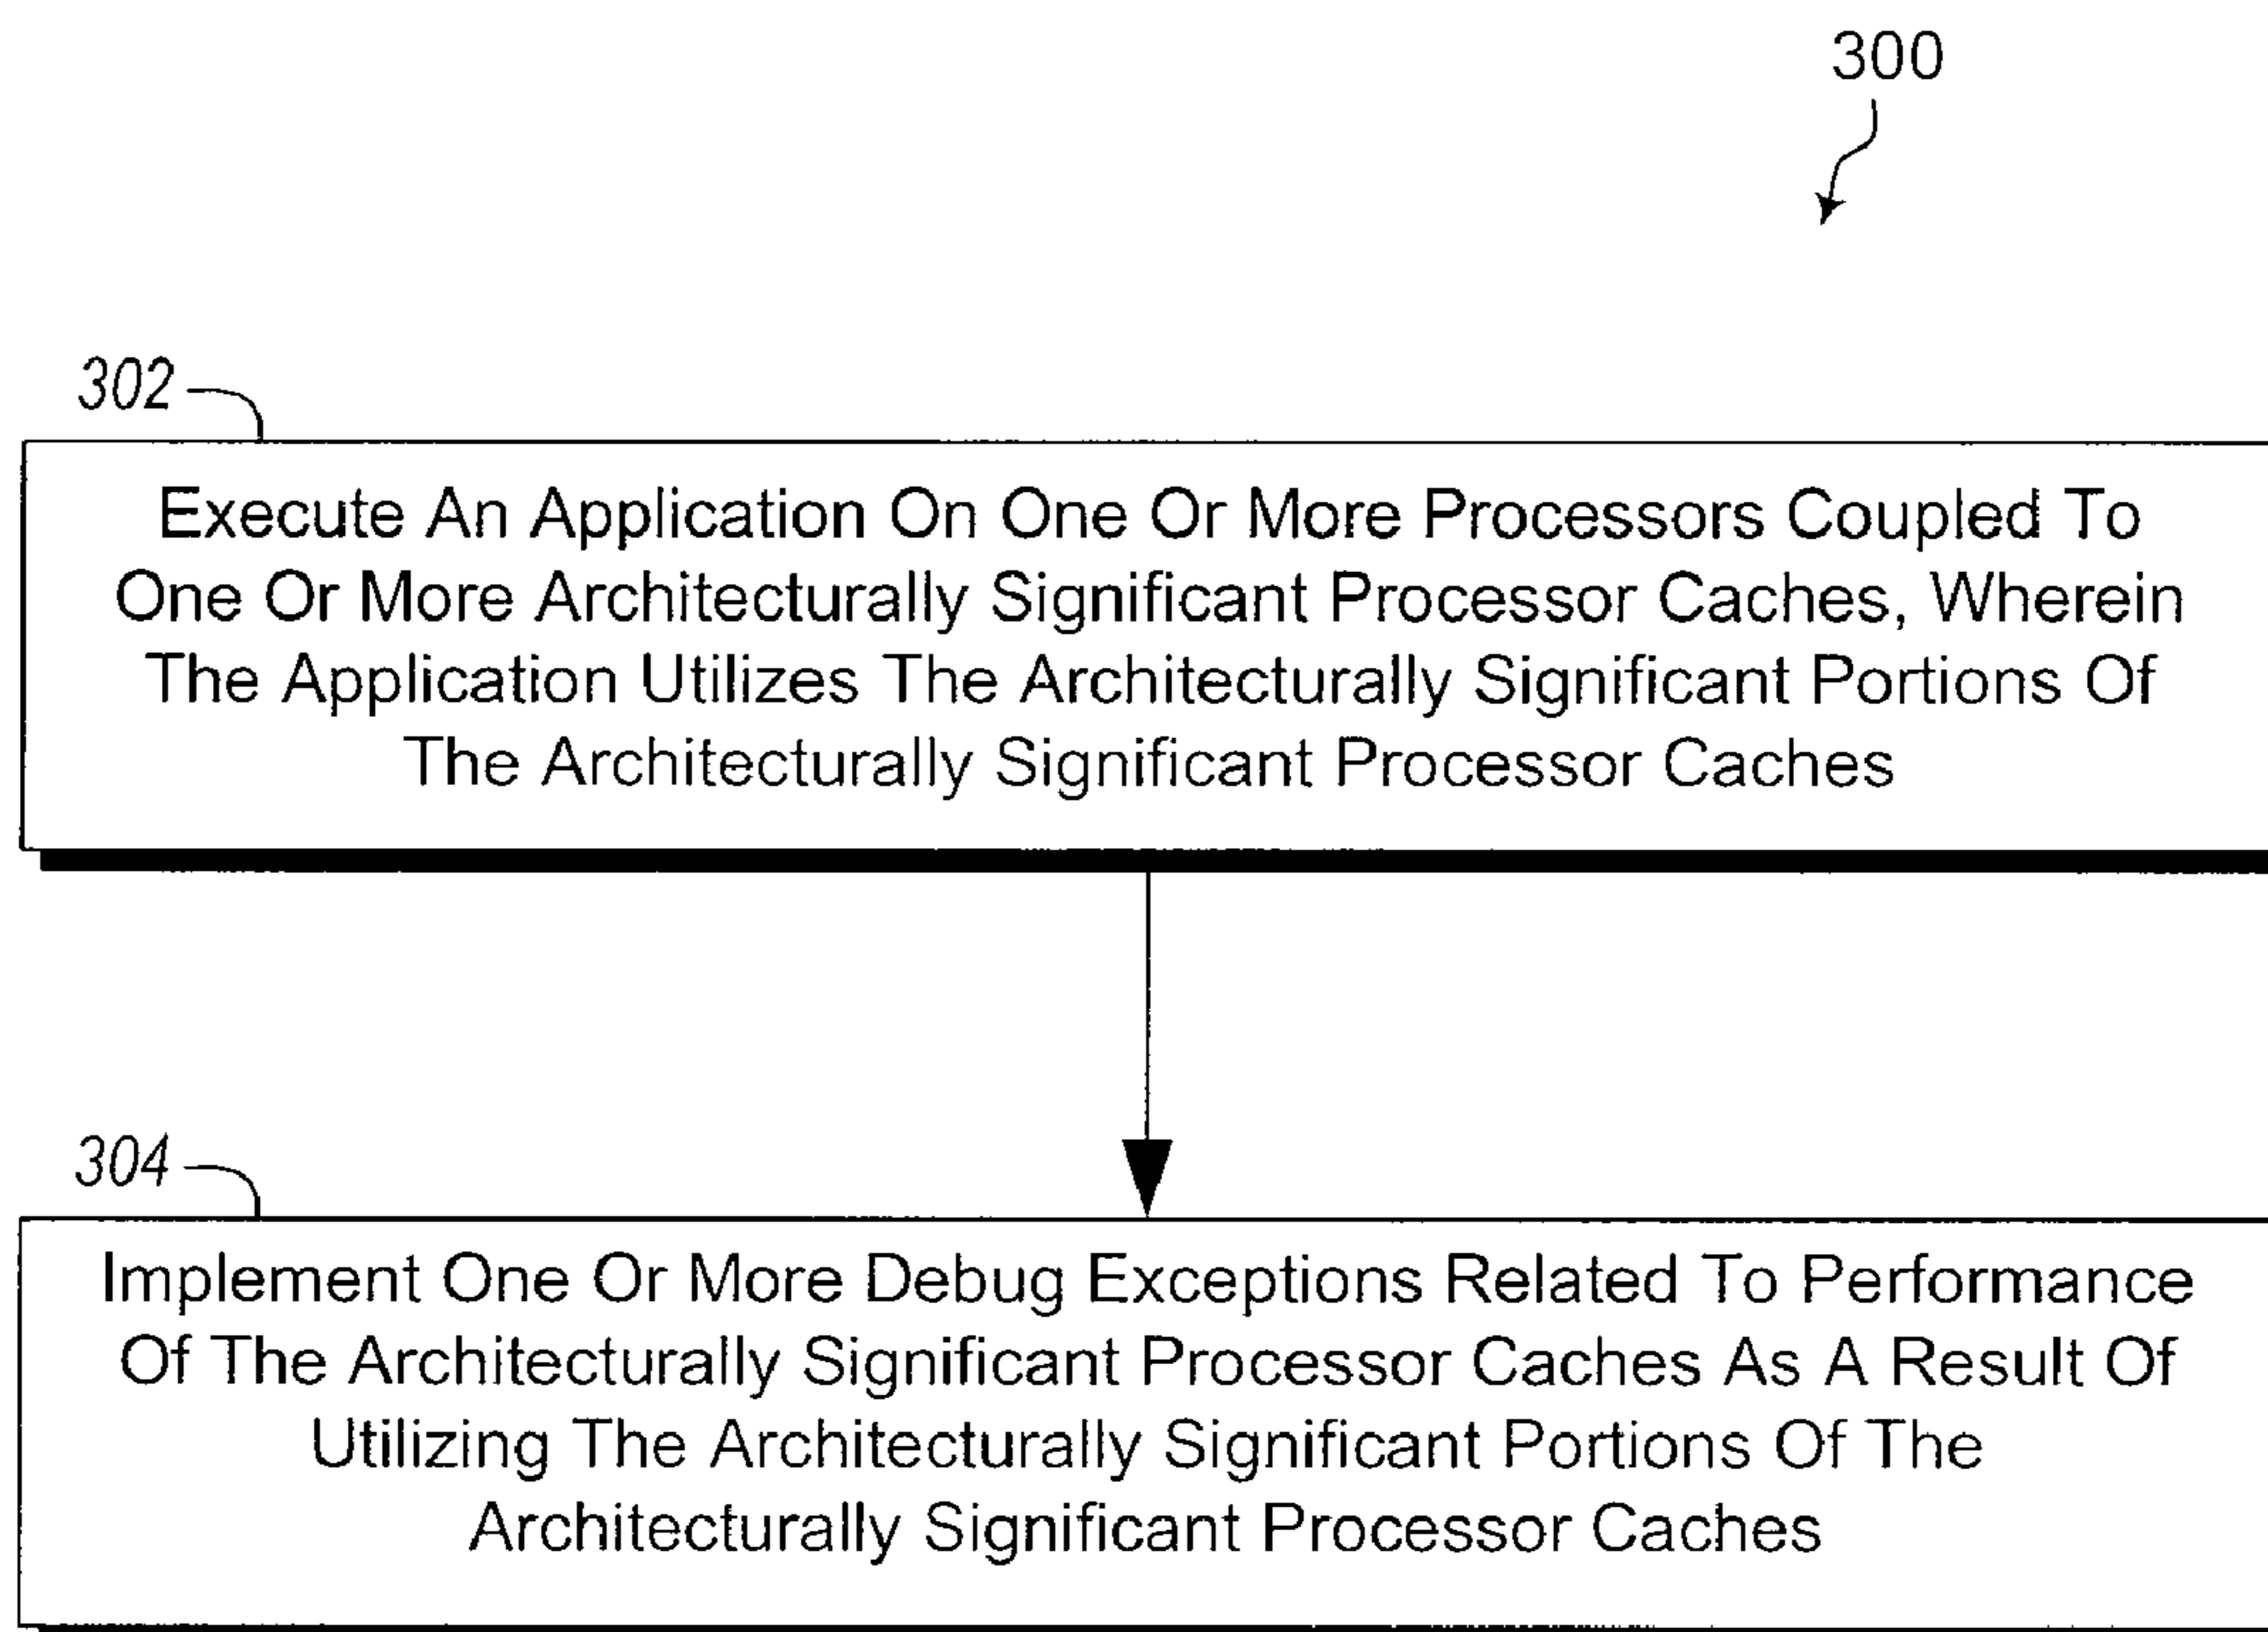 300
302
Execute An Application On One Or More Processors Coupled To
One Or More Architecturally Significant Processor Caches, Wherein
The Application Utilizes The Architecturally Significant Portions Of
The Architecturally Significant Processor Caches
304
Implement One Or More Debug Exceptions Related To Performance
Of The Architecturally Significant Processor Caches As A Result Of
Utilizing The Architecturally Significant Portions Of The
Architecturally Significant Processor Caches